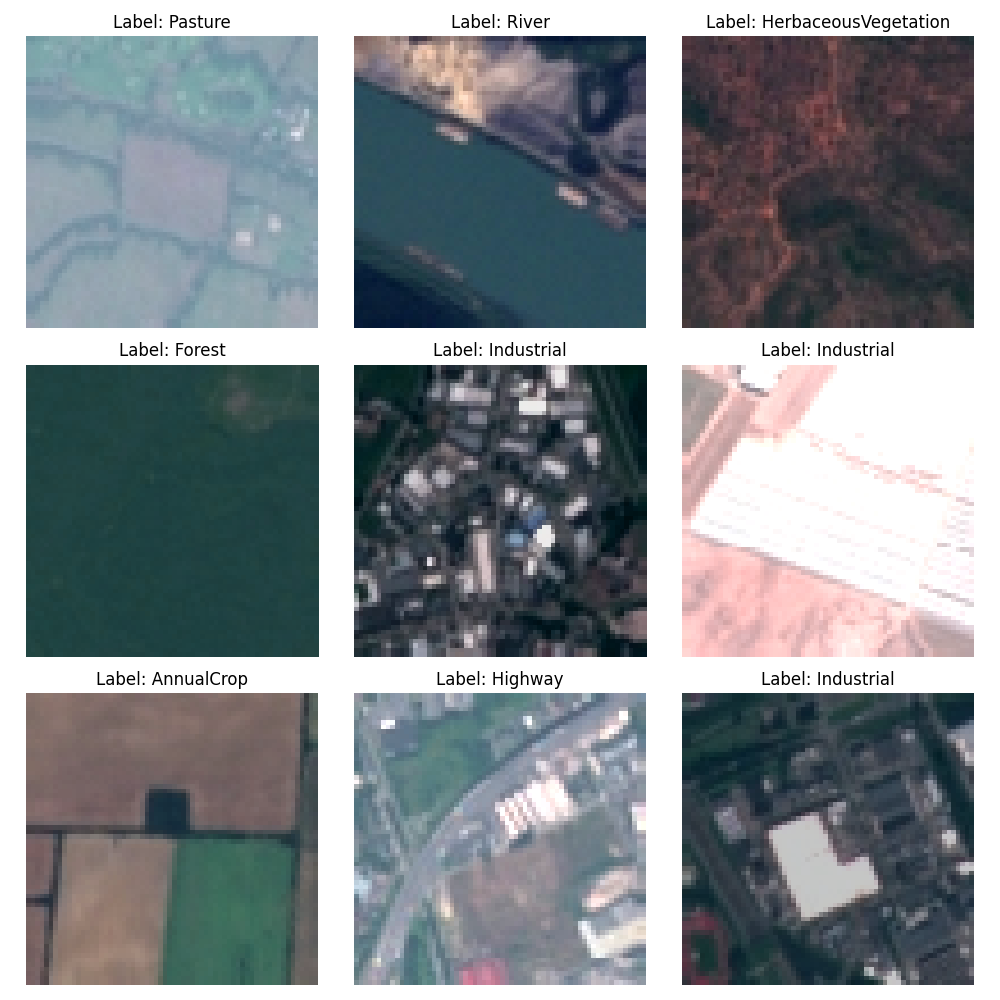 Label: Pasture
Label: River
Label: HerbaceousVegetation
Label: Forest
Label: Industrial
Label: Industrial
Label: AnnualCrop
Label: Highway
Label: Industrial